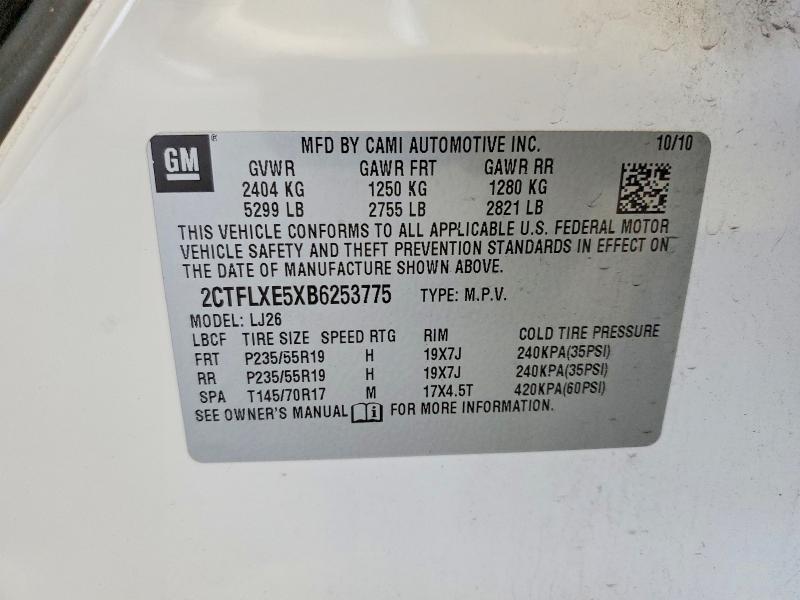 GM
MFD BY CAMI AUTOMOTIVE INC. 10/10
GVWR GAWR FRT GAWR RR
2404 KG 1250 KG 1280 KG
5299 LB 2755 LB 2821 LB
THIS VEHICLE CONFORMS TO ALL APPLICABLE U.S. FEDERAL MOTOR
VEHICLE SAFETY AND THEFT PREVENTION STANDARDS IN EFFECT ON
THE DATE OF MANUFACTURE SHOWN ABOVE.
2CTFLXE5XB6253775 TYPE: M.P.V.
MODEL: LJ26
LBCF TIRE SIZE SPEED RTG RIM COLD TIRE PRESSURE
FRT P235/55R19 H 19X7J 240KPA(35PSI)
RR P235/55R19 H 19X7J 240KPA(35PSI)
SPA T145/70R17 M 17X4.5T 420KPA(60PSI)
SEE OWNER'S MANUAL i FOR MORE INFORMATION.